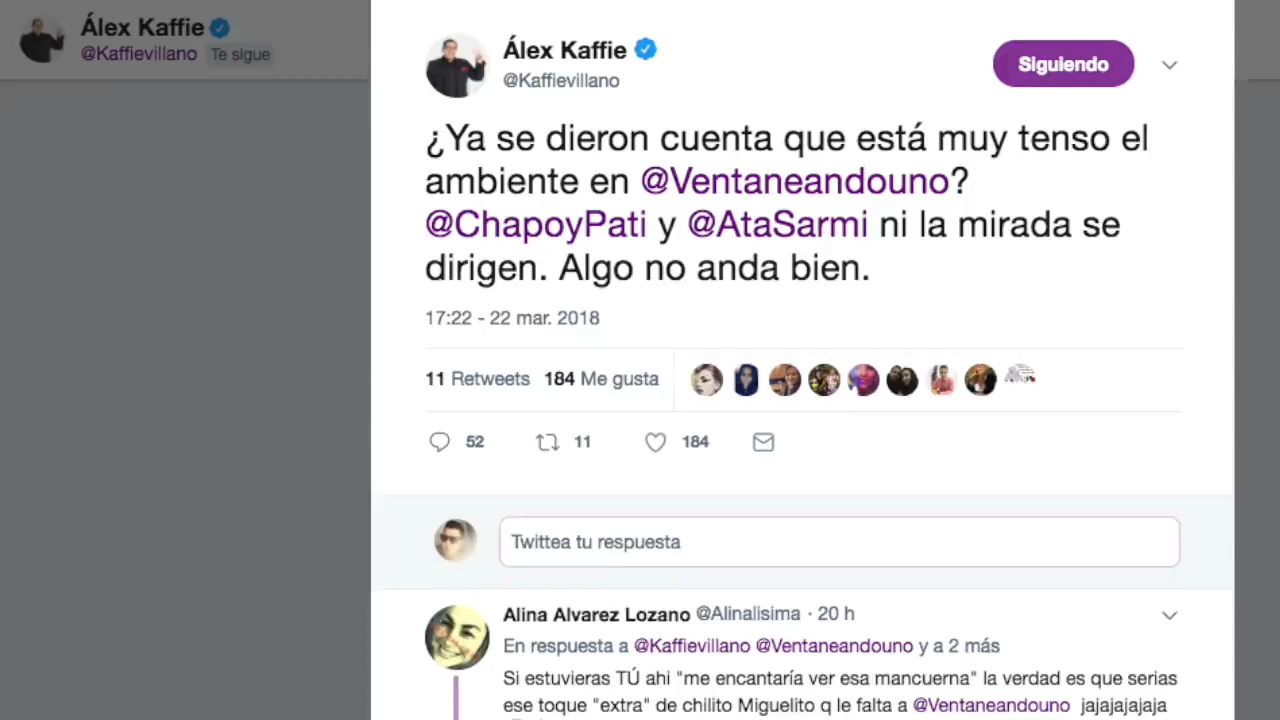 Álex Kaffie
@Kaffievillano Te sigue
Álex Kaffie
@Kaffievillano
Siguiendo
¿Ya se dieron cuenta que está muy tenso el
ambiente en @Ventaneandouno?
@ChapoyPati y @AtaSarmi ni la mirada se
dirigen. Algo no anda bien.
17:22 - 22 mar. 2018
11 Retweets 184 Me gusta
52 11 184
Twittea tu respuesta
Alina Alvarez Lozano @Alinalisima · 20 h
En respuesta a @Kaffievillano @Ventaneandouno y a 2 más
Si estuvieras TÚ ahi "me encantaría ver esa mancuerna" la verdad es que serias
ese toque "extra" de chilito Miguelito q le falta a @Ventaneandouno jajajajajaja